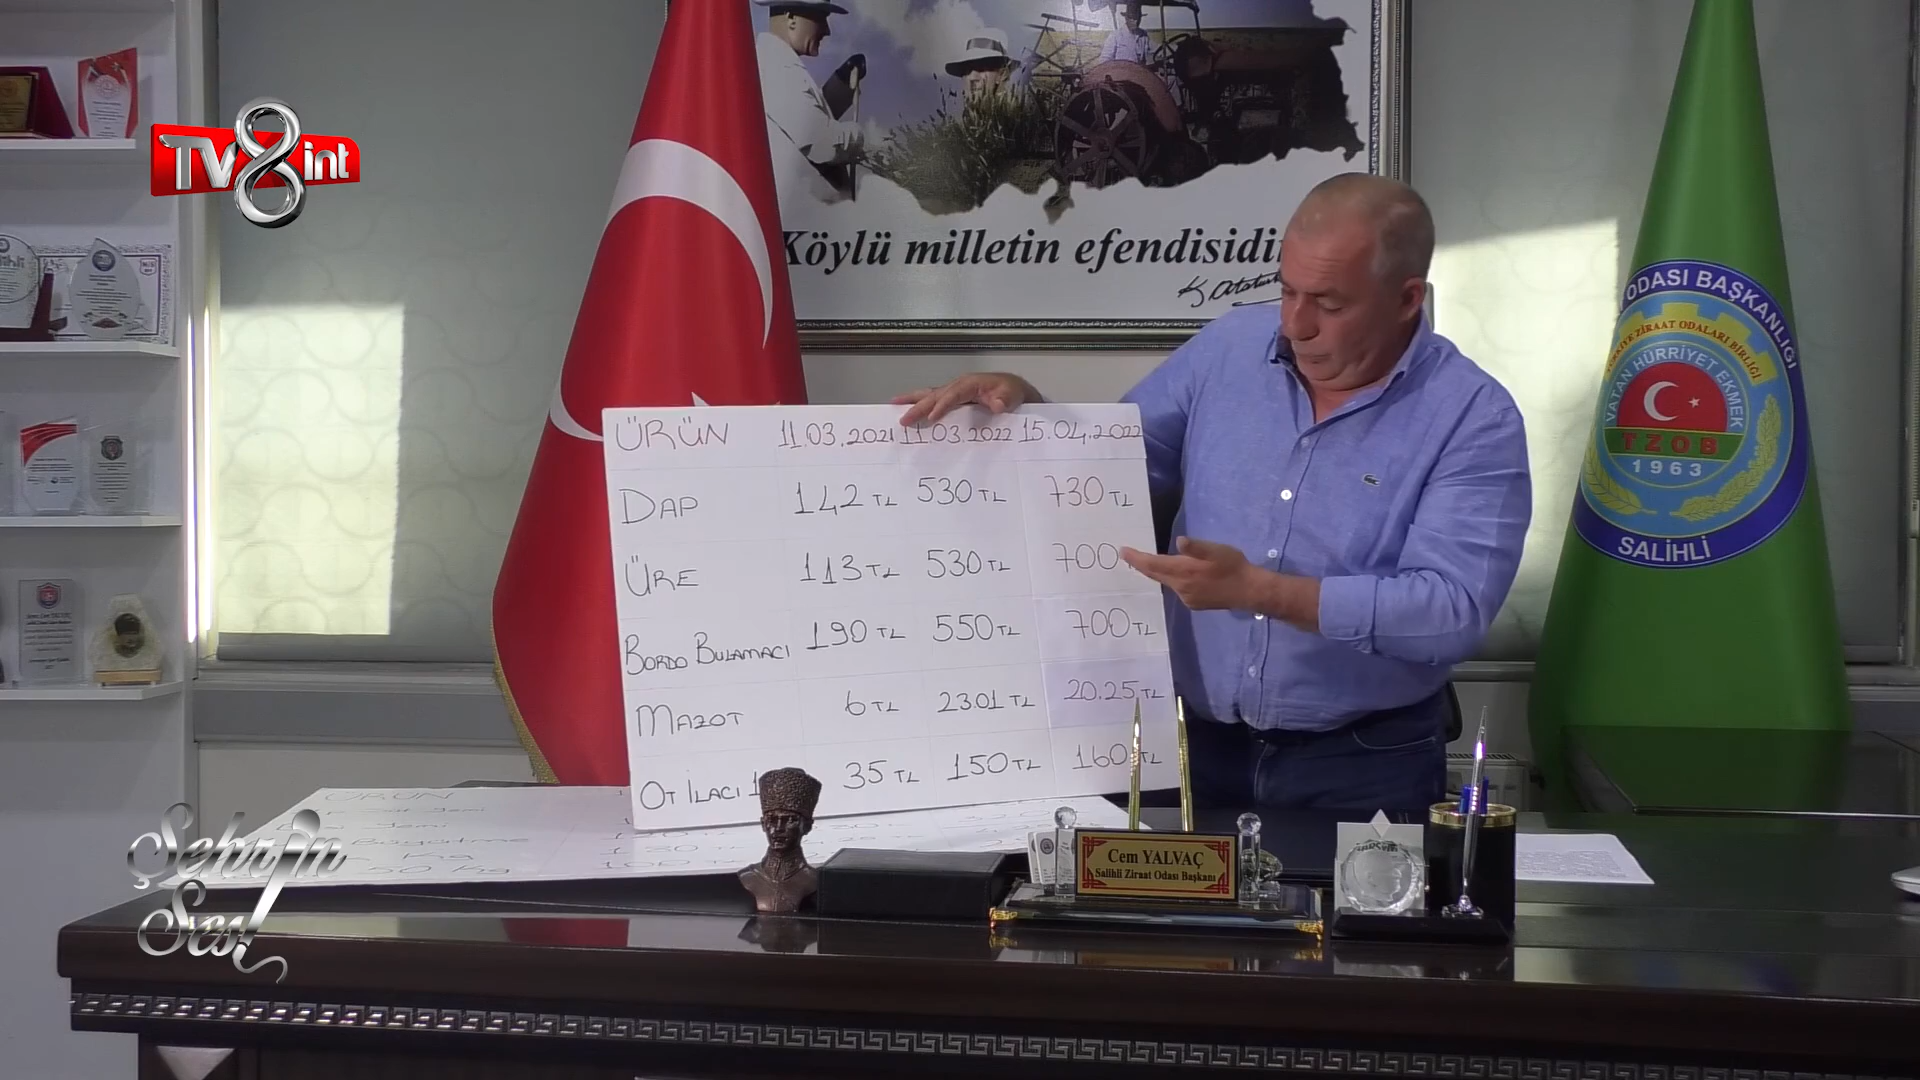 TV8int
Köylü milletin efendisidir
K. Atatürk
ODASI BAŞKANLIĞI
TÜRKİYE ZİRAAT ODALARI BİRLİĞİ
VATAN HÜRRİYET EKMEK
TZOB
1963
SALİHLİ
ÜRÜN 11.03.2021 11.03.2022 15.04.2022
DAP 142 TL 530 TL 730 TL
ÜRE 113 TL 530 TL 700
BORDO BULAMACI 190 TL 550 TL 700 TL
MAZOT 6 TL 23.01 TL 20.25 TL
OT İLACI 1 35 TL 150 TL 160 TL
ÜRÜN
Cem YALVAÇ
Salihli Ziraat Odası Başkanı
Şehrin
Sesi